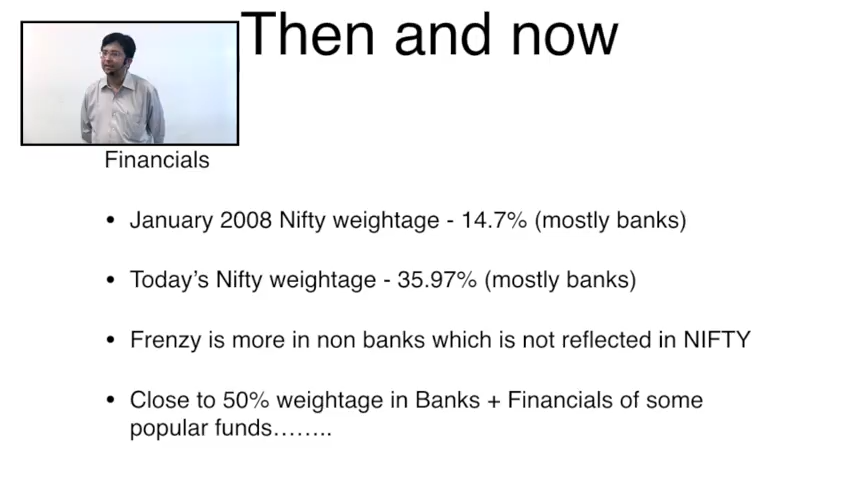 Then and now
Financials
• January 2008 Nifty weightage - 14.7% (mostly banks)
• Today’s Nifty weightage - 35.97% (mostly banks)
• Frenzy is more in non banks which is not reflected in NIFTY
• Close to 50% weightage in Banks + Financials of some
popular funds……..